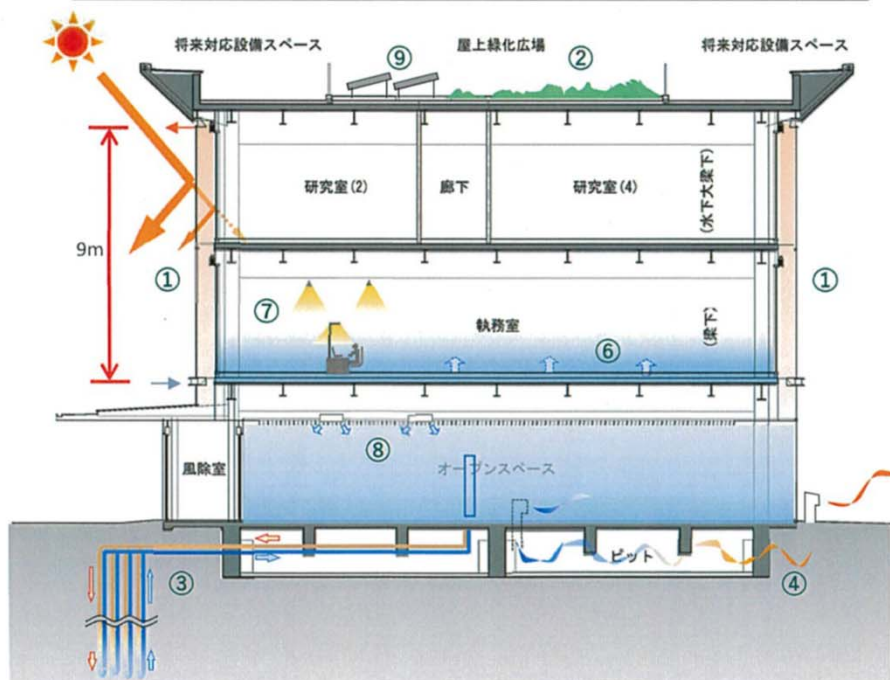 将来対応設備スペース
⑨
屋上緑化広場
②
将来対応設備スペース
研究室(2)
廊下
研究室(4)
(水下大梁下)
9m
①
①
⑦
執務室
(梁下)
⑥
⑧
風除室
オープンスペース
ピット
③
④